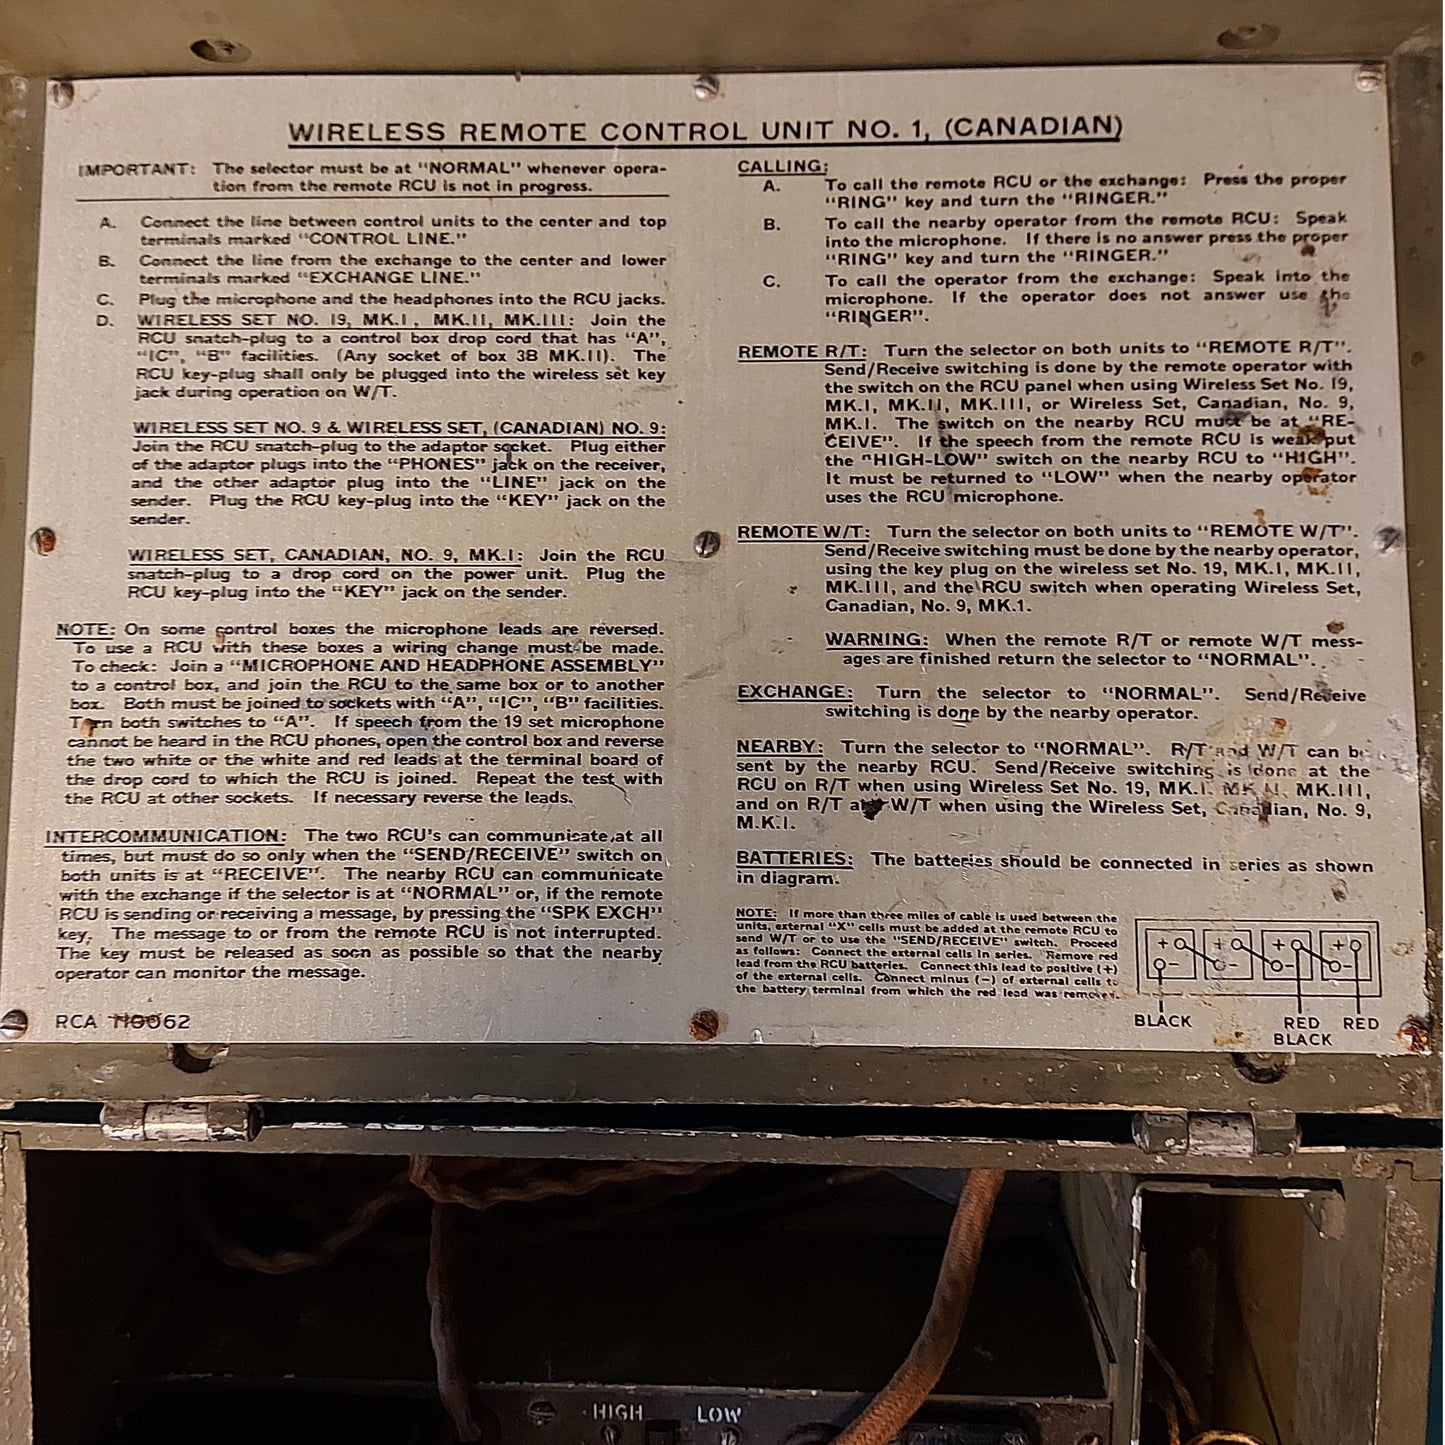 WIRELESS REMOTE CONTROL UNIT NO. 1, (CANADIAN)
IMPORTANT: The selector must be at "NORMAL" whenever opera-
tion from the remote RCU is not in progress.
A. Connect the line between control units to the center and top
terminals marked "CONTROL LINE."
B. Connect the line from the exchange to the center and lower
terminals marked "EXCHANGE LINE."
C. Plug the microphone and the headphones into the RCU jacks.
D. WIRELESS SET NO. 19, MK.I, MK.II, MK.III: Join the
RCU snatch-plug to a control box drop cord that has "A",
"IC", "B" facilities. (Any socket of box 3B MK.II). The
RCU key-plug shall only be plugged into the wireless set key
jack during operation on W/T.
WIRELESS SET NO. 9 & WIRELESS SET, (CANADIAN) NO. 9:
Join the RCU snatch-plug to the adaptor socket. Plug either
of the adaptor plugs into the "PHONES" jack on the receiver,
and the other adaptor plug into the "LINE" jack on the
sender. Plug the RCU key-plug into the "KEY" jack on the
sender.
WIRELESS SET, CANADIAN, NO. 9, MK.I: Join the RCU
snatch-plug to a drop cord on the power unit. Plug the
RCU key-plug into the "KEY" jack on the sender.
NOTE: On some control boxes the microphone leads are reversed.
To use a RCU with these boxes a wiring change must be made.
To check: Join a "MICROPHONE AND HEADPHONE ASSEMBLY"
to a control box, and join the RCU to the same box or to another
box. Both must be joined to sockets with "A", "IC", "B" facilities.
Turn both switches to "A". If speech from the 19 set microphone
cannot be heard in the RCU phones, open the control box and reverse
the two white or the white and red leads at the terminal board of
the drop cord to which the RCU is joined. Repeat the test with
the RCU at other sockets. If necessary reverse the leads.
INTERCOMMUNICATION: The two RCU's can communicate at all
times, but must do so only when the "SEND/RECEIVE" switch on
both units is at "RECEIVE". The nearby RCU can communicate
with the exchange if the selector is at "NORMAL" or, if the remote
RCU is sending or receiving a message, by pressing the "SPK EXCH"
key. The message to or from the remote RCU is not interrupted.
The key must be released as soon as possible so that the nearby
operator can monitor the message.
RCA 110062
CALLING:
A. To call the remote RCU or the exchange: Press the proper
"RING" key and turn the "RINGER."
B. To call the nearby operator from the remote RCU: Speak
into the microphone. If there is no answer press the proper
"RING" key and turn the "RINGER."
C. To call the operator from the exchange: Speak into the
microphone. If the operator does not answer use the
"RINGER".
REMOTE R/T: Turn the selector on both units to "REMOTE R/T".
Send/Receive switching is done by the remote operator with
the switch on the RCU panel when using Wireless Set No. 19,
MK.I, MK.II, MK.III, or Wireless Set, Canadian, No. 9,
MK.I. The switch on the nearby RCU must be at "RE-
CEIVE". If the speech from the remote RCU is weak put
the "HIGH-LOW" switch on the nearby RCU to "HIGH".
It must be returned to "LOW" when the nearby operator
uses the RCU microphone.
REMOTE W/T: Turn the selector on both units to "REMOTE W/T".
Send/Receive switching must be done by the nearby operator,
using the key plug on the wireless set No. 19, MK.I, MK.II,
MK.III, and the RCU switch when operating Wireless Set,
Canadian, No. 9, MK.1.
WARNING: When the remote R/T or remote W/T mess-
ages are finished return the selector to "NORMAL".
EXCHANGE: Turn the selector to "NORMAL". Send/Receive
switching is done by the nearby operator.
NEARBY: Turn the selector to "NORMAL". R/T and W/T can be
sent by the nearby RCU. Send/Receive switching is done at the
RCU on R/T when using Wireless Set No. 19, MK.I. MK.II. MK.III,
and on R/T and W/T when using the Wireless Set, Canadian, No. 9,
M.K.I.
BATTERIES: The batteries should be connected in series as shown
in diagram.
NOTE: If more than three miles of cable is used between the
units, external "X" cells must be added at the remote RCU to
send W/T or to use the "SEND/RECEIVE" switch. Proceed
as follows: Connect the external cells in series. Remove red
lead from the RCU batteries. Connect this lead to positive (+)
of the external cells. Connect minus (-) of external cells to
the battery terminal from which the red lead was removed.
+ + + +
- - - -
BLACK RED RED
BLACK
HIGH LOW